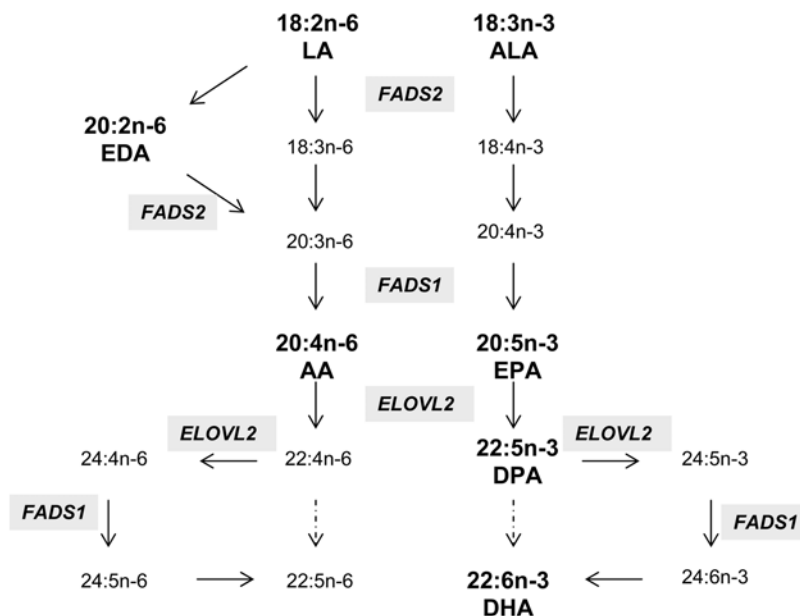 18:2n-6 18:3n-3
LA ALA
FADS2
20:2n-6
EDA
18:3n-6 18:4n-3
FADS2
20:3n-6 20:4n-3
FADS1
20:4n-6 20:5n-3
AA EPA
ELOVL2
ELOVL2 ELOVL2
24:4n-6 22:4n-6 22:5n-3 24:5n-3
DPA
FADS1 FADS1
24:5n-6 22:5n-6 22:6n-3 24:6n-3
DHA